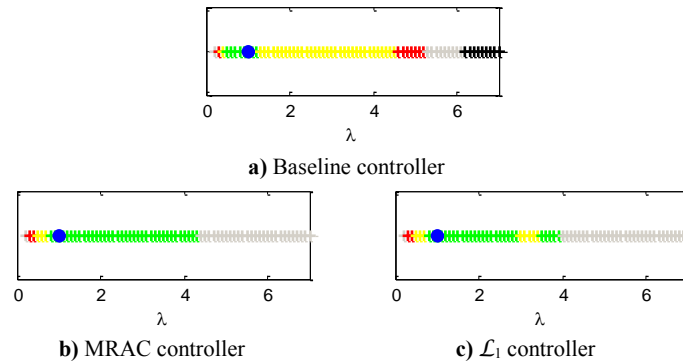 0 2 4 6
λ
a) Baseline controller
0 2 4 6
λ
b) MRAC controller
0 2 4 6
λ
c) ℒ₁ controller